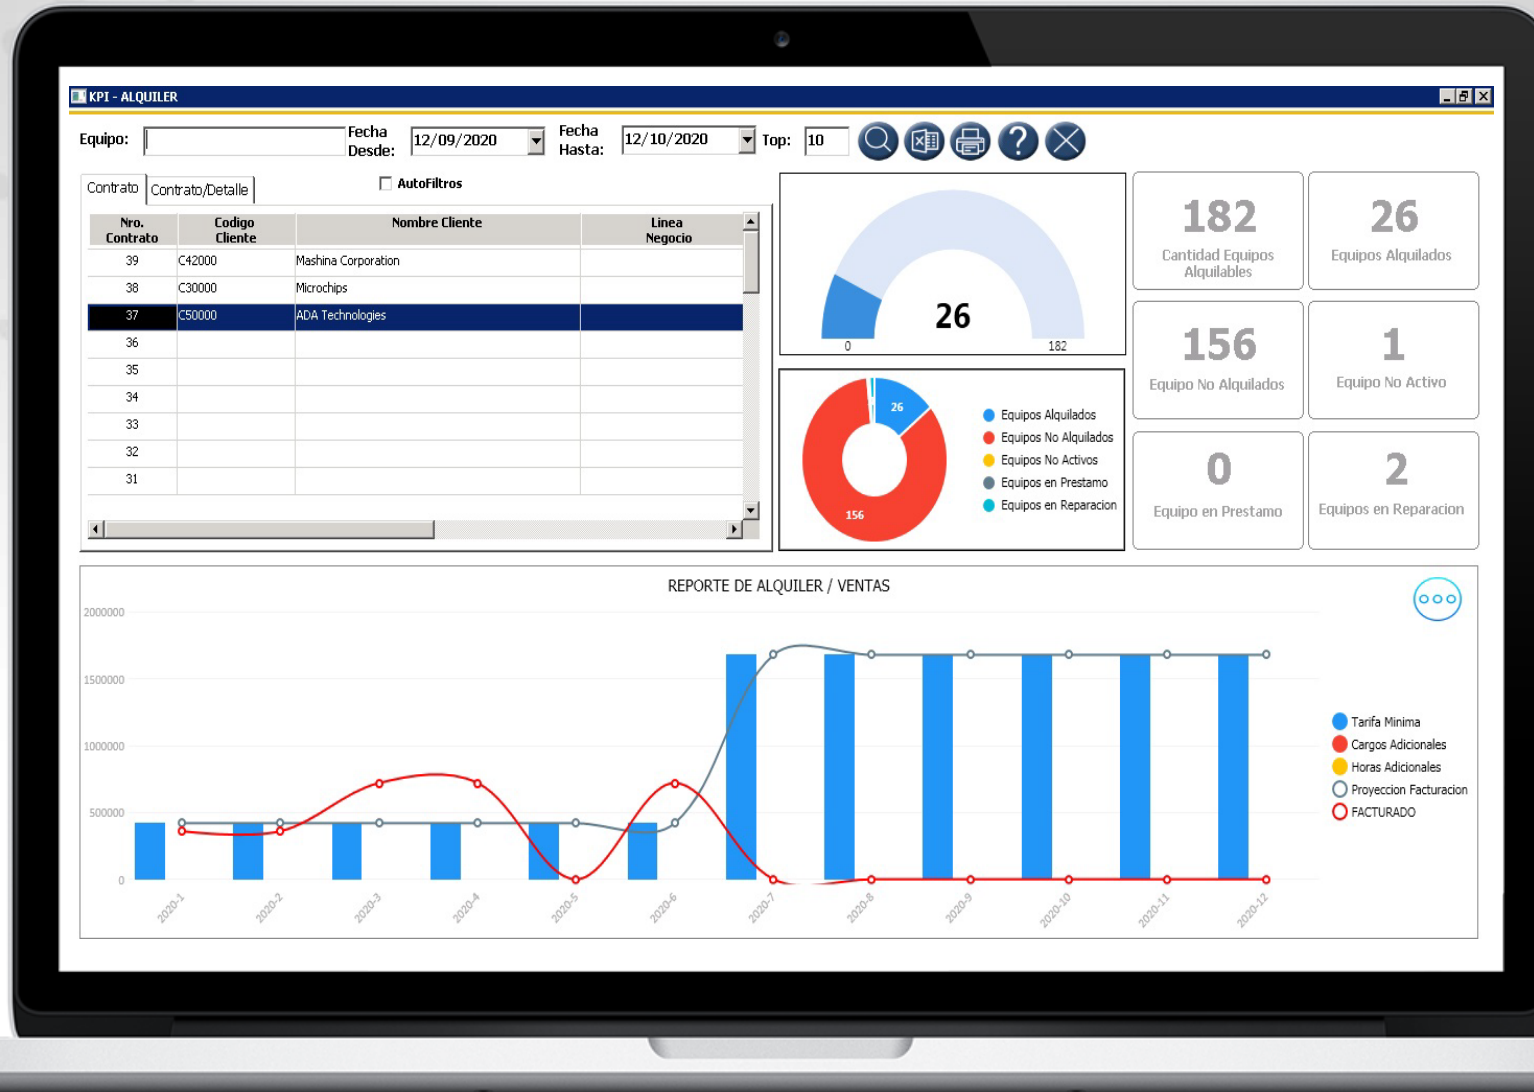 KPI - ALQUILER
Equipo:
Fecha Desde:
12/09/2020
Fecha Hasta:
12/10/2020
Top:
10
Contrato
Contrato/Detalle
AutoFiltros
Nro. Contrato
Codigo Cliente
Nombre Cliente
Linea Negocio
39 C42000 Mashina Corporation
38 C30000 Microchips
37 C50000 ADA Technologies
36
35
34
33
32
31
26
0
182
26
156
Equipos Alquilados
Equipos No Alquilados
Equipos No Activos
Equipos en Prestamo
Equipos en Reparacion
182
Cantidad Equipos
Alquilables
26
Equipos Alquilados
156
Equipo No Alquilados
1
Equipo No Activo
0
Equipo en Prestamo
2
Equipos en Reparacion
REPORTE DE ALQUILER / VENTAS
2000000
1500000
1000000
500000
0
2020-1
2020-2
2020-3
2020-4
2020-5
2020-6
2020-7
2020-8
2020-9
2020-10
2020-11
2020-12
Tarifa Minima
Cargos Adicionales
Horas Adicionales
Proyeccion Facturacion
FACTURADO